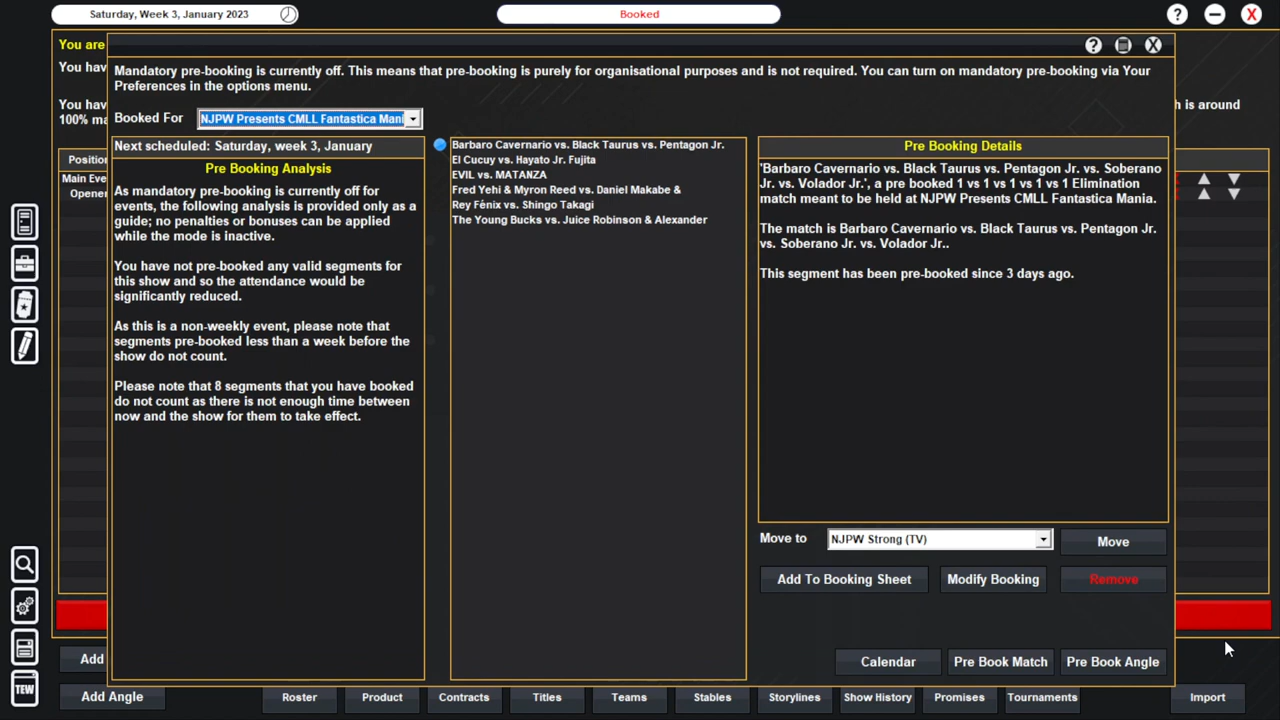 Saturday, Week 3, January 2023
Booked
? X
You are
? X
You hav
You hav
h is around
100% ma
Mandatory pre-booking is currently off. This means that pre-booking is purely for organisational purposes and is not required. You can turn on mandatory pre-booking via Your
Preferences in the options menu.
Booked For
NJPW Presents CMLL Fantastica Mani
Next scheduled: Saturday, week 3, January
Pre Booking Analysis
As mandatory pre-booking is currently off for
events, the following analysis is provided only as a
guide; no penalties or bonuses can be applied
while the mode is inactive.
You have not pre-booked any valid segments for
this show and so the attendance would be
significantly reduced.
As this is a non-weekly event, please note that
segments pre-booked less than a week before the
show do not count.
Please note that 8 segments that you have booked
do not count as there is not enough time between
now and the show for them to take effect.
Barbaro Cavernario vs. Black Taurus vs. Pentagon Jr.
El Cucuy vs. Hayato Jr. Fujita
EVIL vs. MATANZA
Fred Yehi & Myron Reed vs. Daniel Makabe &
Rey Fénix vs. Shingo Takagi
The Young Bucks vs. Juice Robinson & Alexander
Pre Booking Details
'Barbaro Cavernario vs. Black Taurus vs. Pentagon Jr. vs. Soberano
Jr. vs. Volador Jr.', a pre booked 1 vs 1 vs 1 vs 1 vs 1 Elimination
match meant to be held at NJPW Presents CMLL Fantastica Mania.
The match is Barbaro Cavernario vs. Black Taurus vs. Pentagon Jr.
vs. Soberano Jr. vs. Volador Jr..
This segment has been pre-booked since 3 days ago.
Move to
NJPW Strong (TV)
Move
Add To Booking Sheet
Modify Booking
Remove
Calendar
Pre Book Match
Pre Book Angle
Position
Main Eve
Opener
Add
Add Angle
Roster
Product
Contracts
Titles
Teams
Stables
Storylines
Show History
Promises
Tournaments
Import
TEW